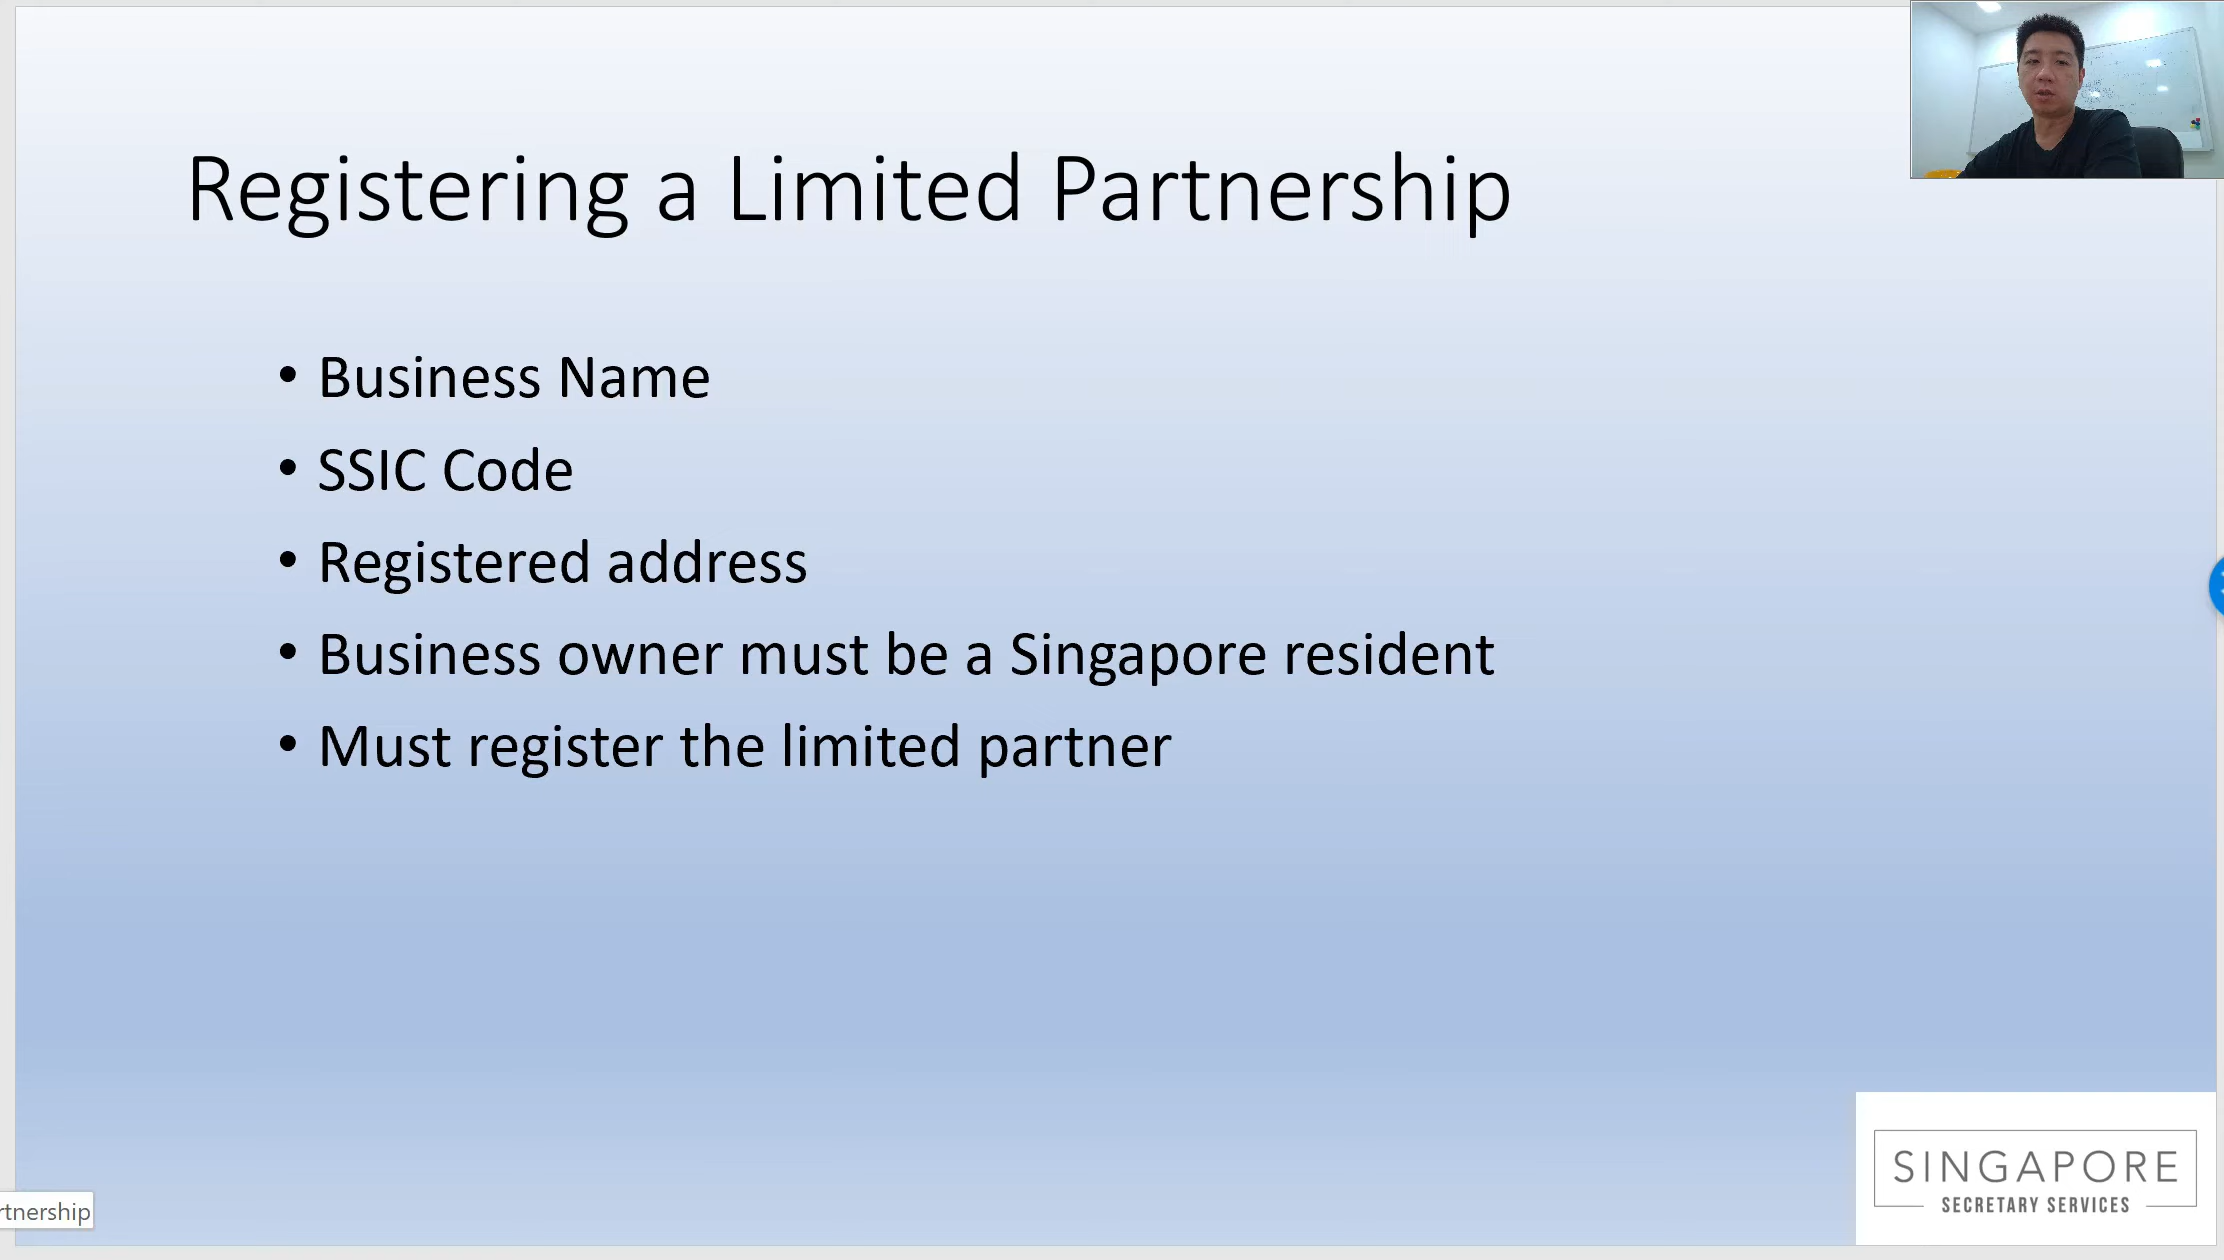 Registering a Limited Partnership
• Business Name
• SSIC Code
• Registered address
• Business owner must be a Singapore resident
• Must register the limited partner
rtnership
SINGAPORE
SECRETARY SERVICES